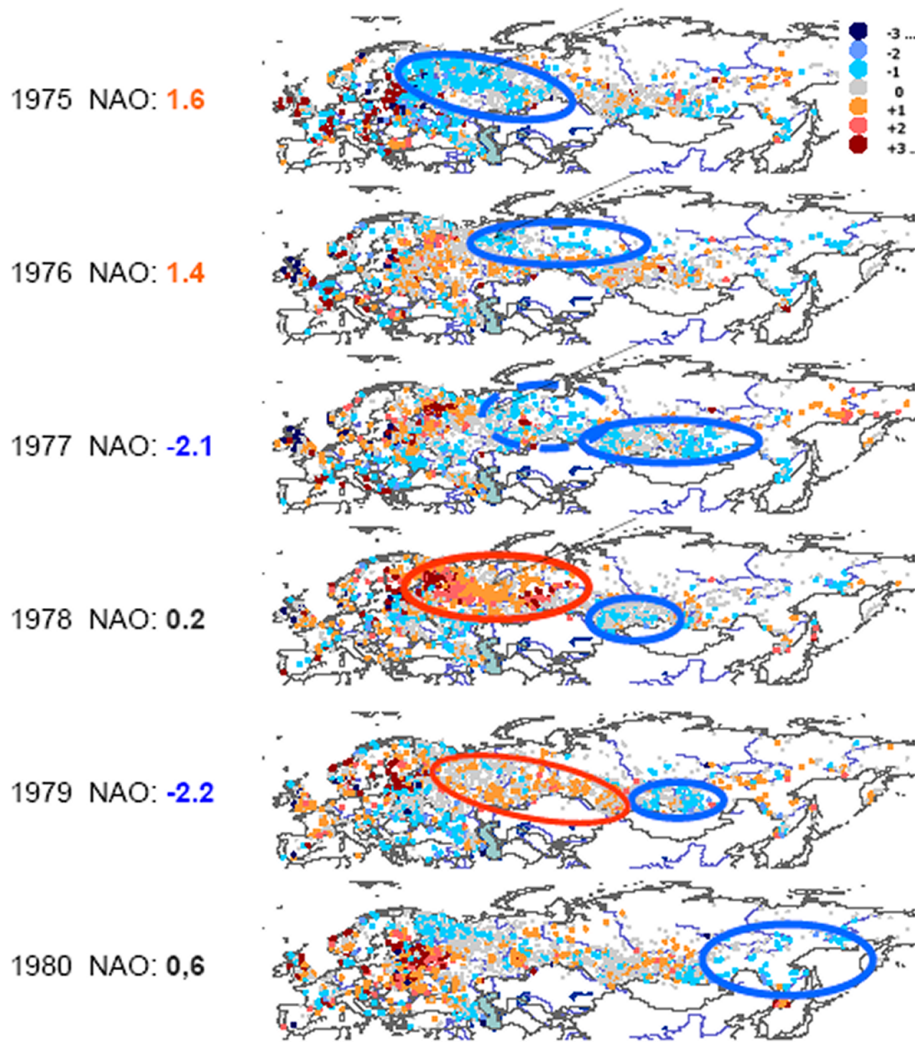 1975 NAO: 1.6
-3 ...
-2
-1
0
+1
+2
+3 ..
1976 NAO: 1.4
1977 NAO: -2.1
1978 NAO: 0.2
1979 NAO: -2.2
1980 NAO: 0,6